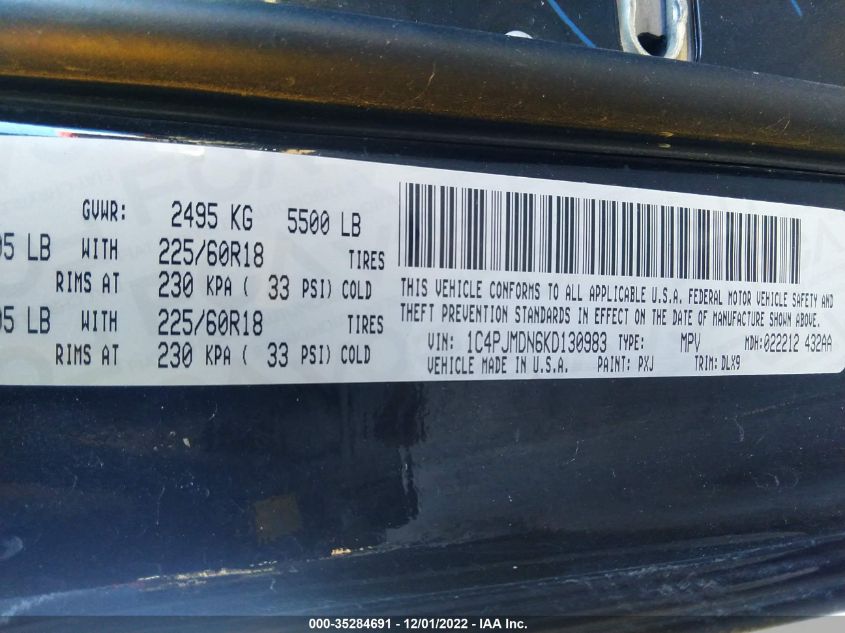 GVWR: 2495 KG 5500 LB
95 LB WITH 225/60R18 TIRES
RIMS AT 230 KPA ( 33 PSI) COLD
95 LB WITH 225/60R18 TIRES
RIMS AT 230 KPA ( 33 PSI) COLD
THIS VEHICLE CONFORMS TO ALL APPLICABLE U.S.A. FEDERAL MOTOR VEHICLE SAFETY AND
THEFT PREVENTION STANDARDS IN EFFECT ON THE DATE OF MANUFACTURE SHOWN ABOVE.
VIN: 1C4PJMDN6KD130983 TYPE: MPV MDH: 022212 432AA
VEHICLE MADE IN U.S.A. PAINT: PXJ TRIM: DLX9
000-35284691 - 12/01/2022 - IAA Inc.